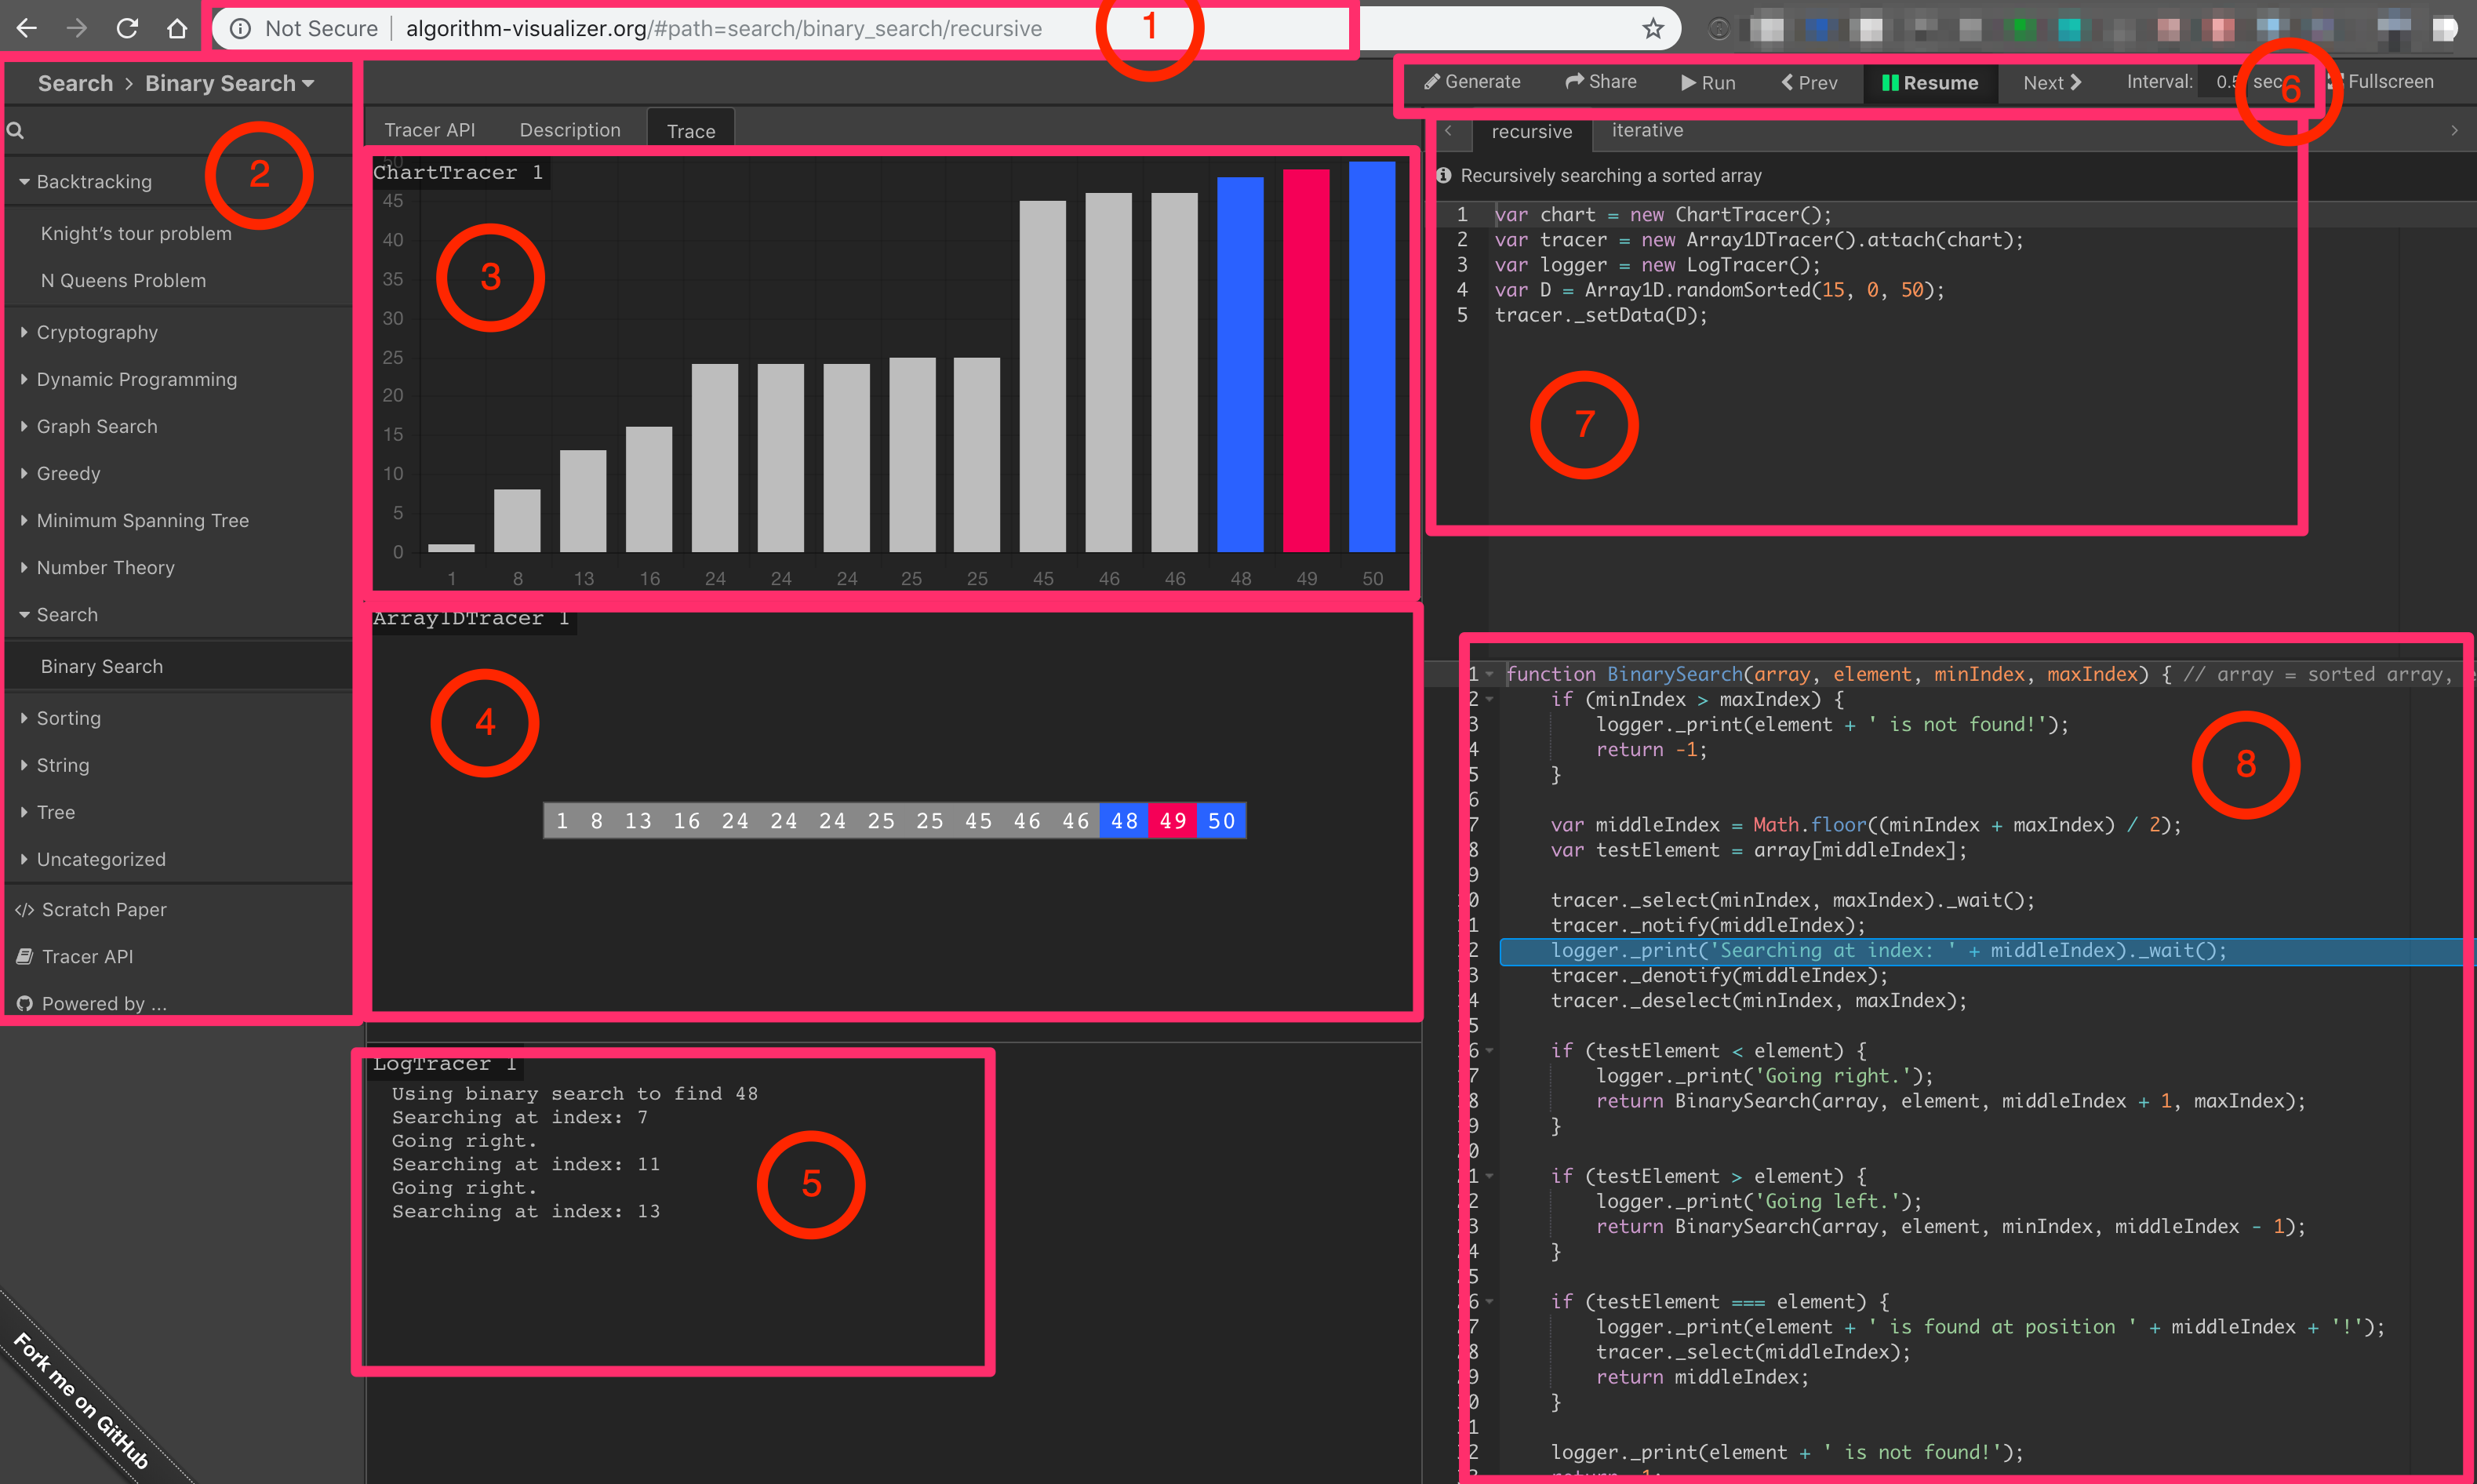 Not Secure | algorithm-visualizer.org/#path=search/binary_search/recursive
1
Search > Binary Search
2
Backtracking
Knight's tour problem
N Queens Problem
Cryptography
Dynamic Programming
Graph Search
Greedy
Minimum Spanning Tree
Number Theory
Search
Binary Search
Sorting
String
Tree
Uncategorized
</> Scratch Paper
Tracer API
Powered by ...
Fork me on GitHub
Generate Share Run Prev Resume Next Interval: 0.5 sec Fullscreen
6
Tracer API Description Trace
ChartTracer 1
3
50
45
40
35
30
25
20
15
10
5
0
1 8 13 16 24 24 24 25 25 45 46 46 48 49 50
Array1DTracer 1
4
1 8 13 16 24 24 24 25 25 45 46 46 48 49 50
LogTracer 1
Using binary search to find 48
Searching at index: 7
Going right.
Searching at index: 11
Going right.
Searching at index: 13
5
recursive iterative
Recursively searching a sorted array
1 var chart = new ChartTracer();
2 var tracer = new Array1DTracer().attach(chart);
3 var logger = new LogTracer();
4 var D = Array1D.randomSorted(15, 0, 50);
5 tracer._setData(D);
7
1 function BinarySearch(array, element, minIndex, maxIndex) { // array = sorted array,
2 if (minIndex > maxIndex) {
3 logger._print(element + ' is not found!');
4 return -1;
5 }
6
7 var middleIndex = Math.floor((minIndex + maxIndex) / 2);
8 var testElement = array[middleIndex];
9
0 tracer._select(minIndex, maxIndex)._wait();
1 tracer._notify(middleIndex);
2 logger._print('Searching at index: ' + middleIndex)._wait();
3 tracer._denotify(middleIndex);
4 tracer._deselect(minIndex, maxIndex);
5
6 if (testElement < element) {
7 logger._print('Going right.');
8 return BinarySearch(array, element, middleIndex + 1, maxIndex);
9 }
0
1 if (testElement > element) {
2 logger._print('Going left.');
3 return BinarySearch(array, element, minIndex, middleIndex - 1);
4 }
5
6 if (testElement === element) {
7 logger._print(element + ' is found at position ' + middleIndex + '!');
8 tracer._select(middleIndex);
9 return middleIndex;
0 }
1
2 logger._print(element + ' is not found!');
8